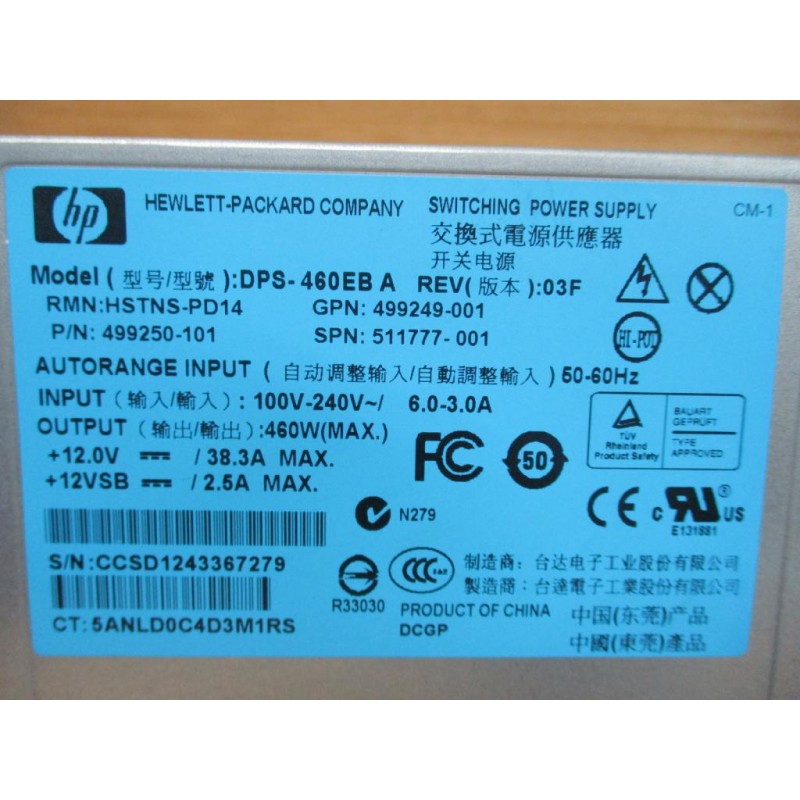 hp HEWLETT-PACKARD COMPANY SWITCHING POWER SUPPLY CM-1
交換式電源供應器
开关电源
Model ( 型号/型號 ):DPS- 460EB A REV( 版本 ):03F
RMN:HSTNS-PD14 GPN: 499249-001
P/N: 499250-101 SPN: 511777- 001
HI-POT
AUTORANGE INPUT ( 自动调整输入/自動調整輸入 ) 50-60Hz
INPUT (输入/輸入) : 100V-240V~/ 6.0-3.0A
OUTPUT (输出/輸出) :460W(MAX.)
+12.0V / 38.3A MAX.
+12VSB / 2.5A MAX.
FC 50
TÜV Rheinland Product Safety
BAUART GEPRÜFT
TYPE APPROVED
N279
CE c RU ® US
E131881
S/N:CCSD1243367279
R33030
CCC S&E
制造商: 台达电子工业股份有限公司
製造商: 台達電子工業股份有限公司
CT: 5ANLD0C4D3M1RS
PRODUCT OF CHINA 中国(东莞)产品
DCGP 中國(東莞)產品